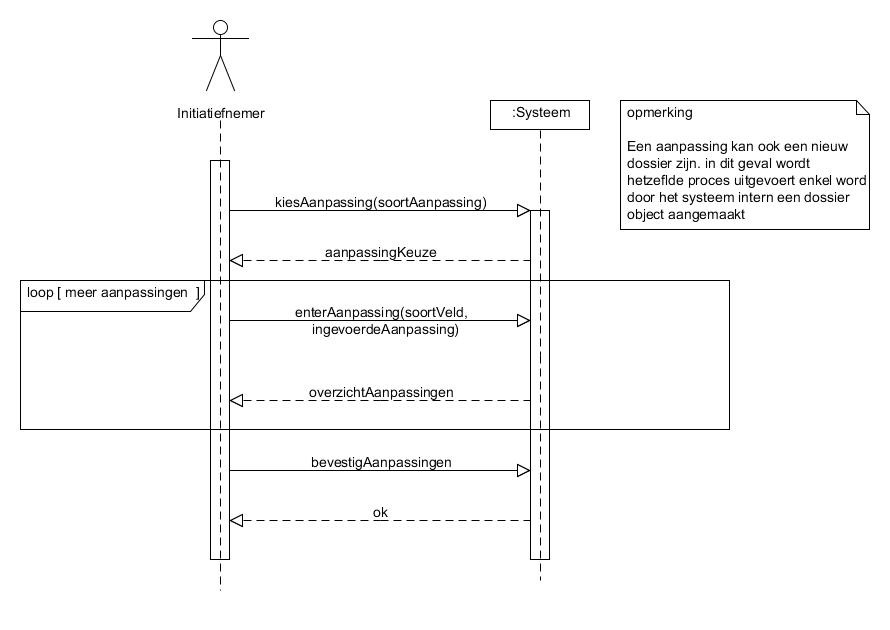 Initiatiefnemer
:Systeem
opmerking
Een aanpassing kan ook een nieuw
dossier zijn. in dit geval wordt
hetzeflde proces uitgevoert enkel word
door het systeem intern een dossier
object aangemaakt
kiesAanpassing(soortAanpassing)
aanpassingKeuze
loop [ meer aanpassingen ]
enterAanpassing(soortVeld,
ingevoerdeAanpassing)
overzichtAanpassingen
bevestigAanpassingen
ok